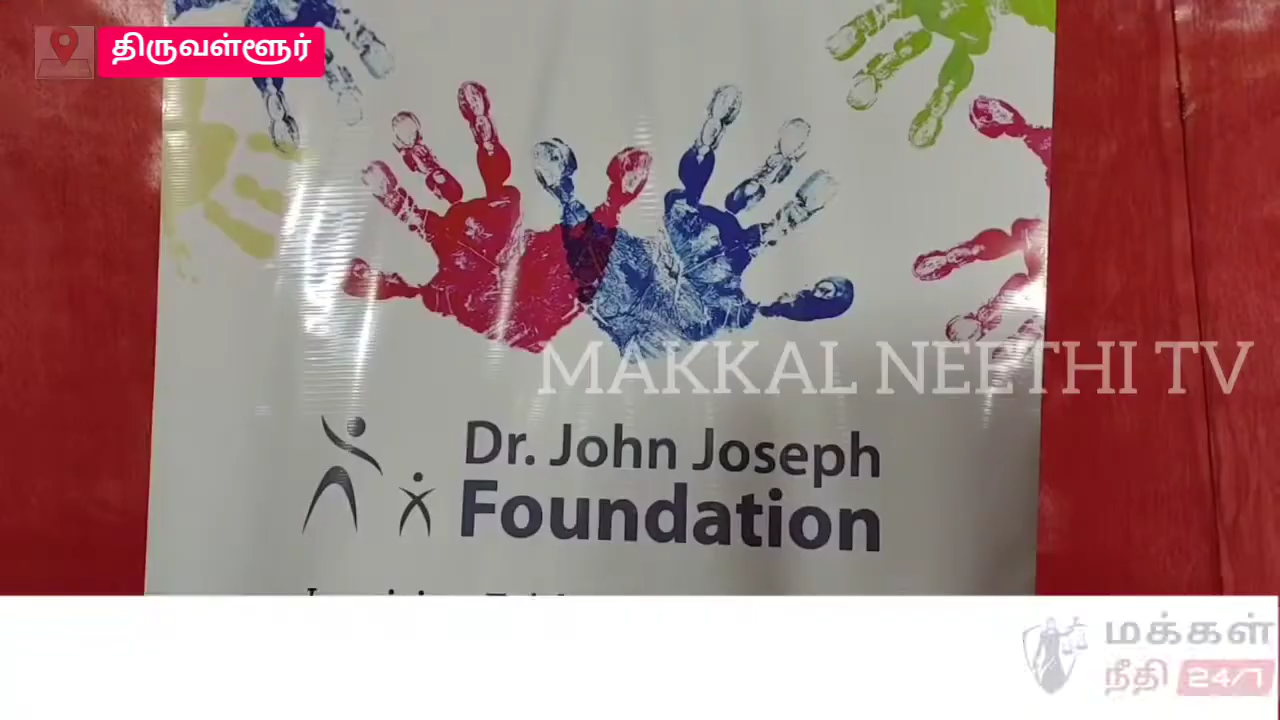 திருவள்ளூர்
MAKKAL NEETHI TV
Dr. John Joseph
Foundation
மக்கள்
நீதி 24/7